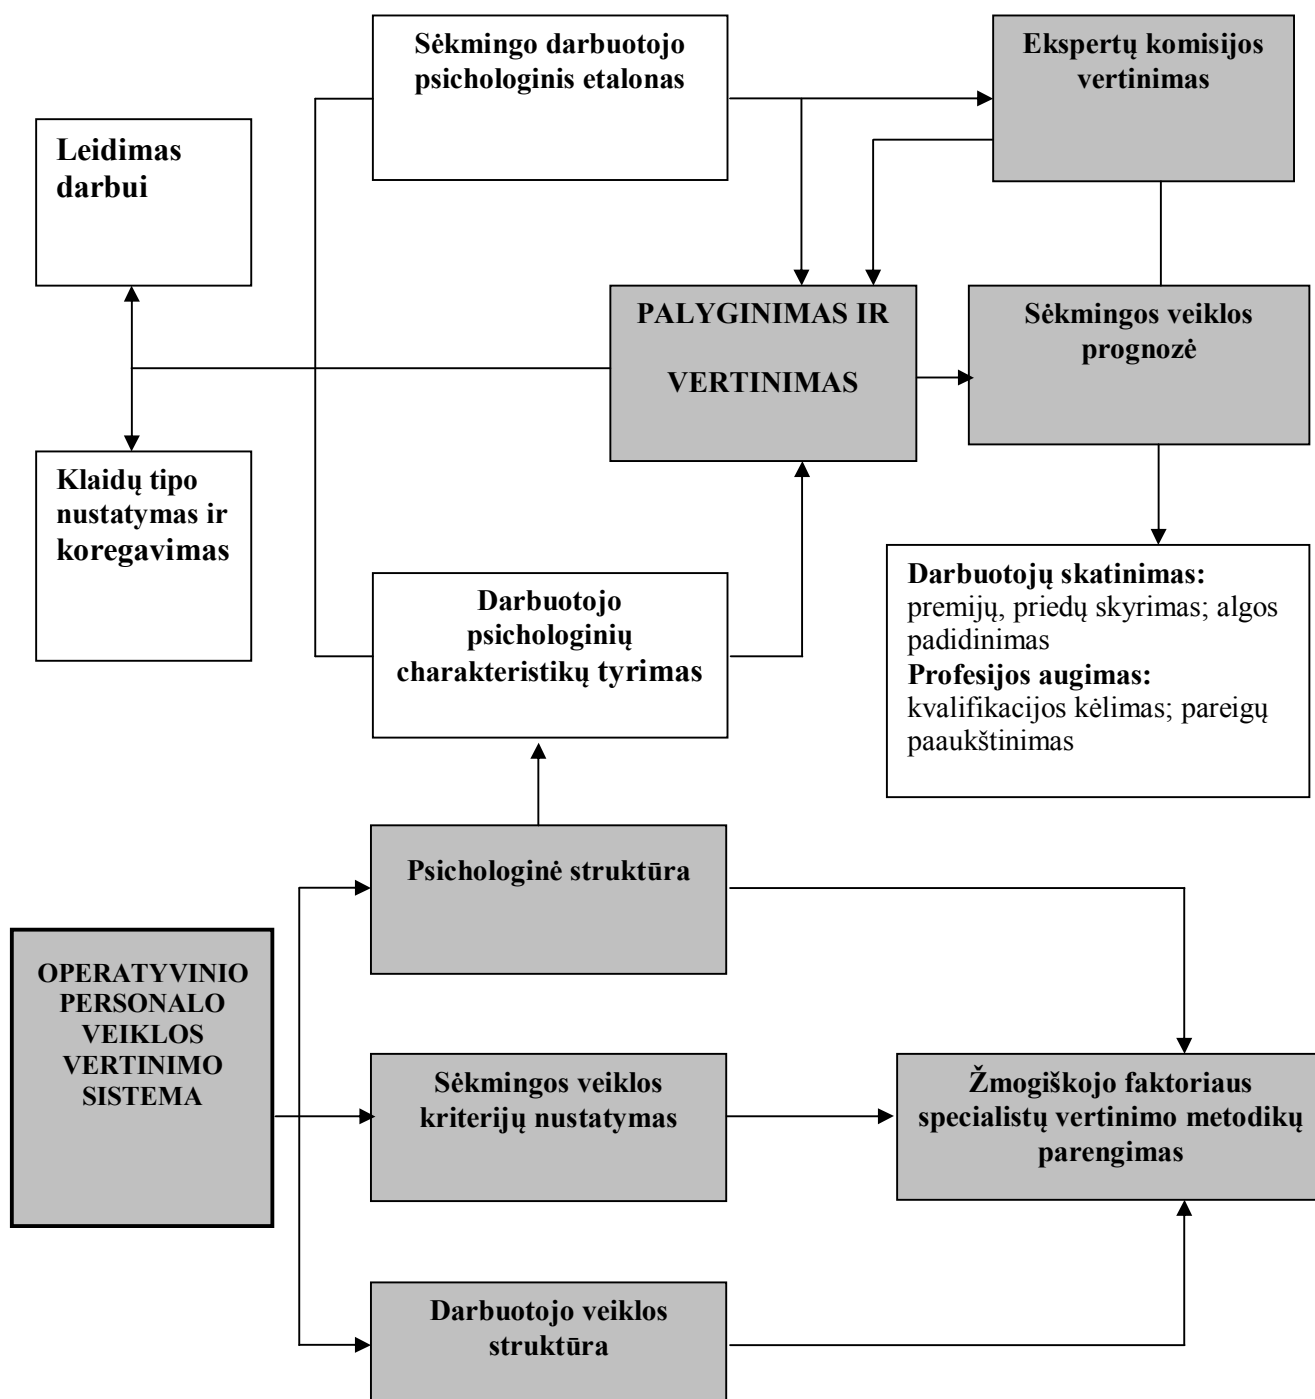 Sėkmingo darbuotojo
psichologinis etalonas
Ekspertų komisijos
vertinimas
Leidimas
darbui
PALYGINIMAS IR
VERTINIMAS
Sėkmingos veiklos
prognozė
Klaidų tipo
nustatymas ir
koregavimas
Darbuotojo
psichologinių
charakteristikų tyrimas
Darbuotojų skatinimas:
premijų, priedų skyrimas; algos
padidinimas
Profesijos augimas:
kvalifikacijos kėlimas; pareigų
paaukštinimas
Psichologinė struktūra
OPERATYVINIO
PERSONALO
VEIKLOS
VERTINIMO
SISTEMA
Sėkmingos veiklos
kriterijų nustatymas
Žmogiškojo faktoriaus
specialistų vertinimo metodikų
parengimas
Darbuotojo veiklos
struktūra